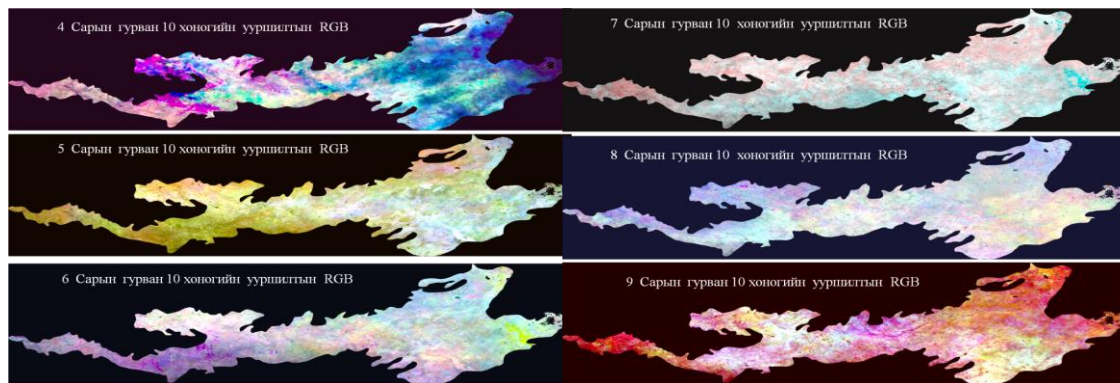 4 Сарын гурван 10 хоногийн ууршилтын RGB
5 Сарын гурван 10 хоногийн ууршилтын RGB
6 Сарын гурван 10 хоногийн ууршилтын RGB
7 Сарын гурван 10 хоногийн ууршилтын RGB
8 Сарын гурван 10 хоногийн ууршилтын RGB
9 Сарын гурван 10 хоногийн ууршилтын RGB